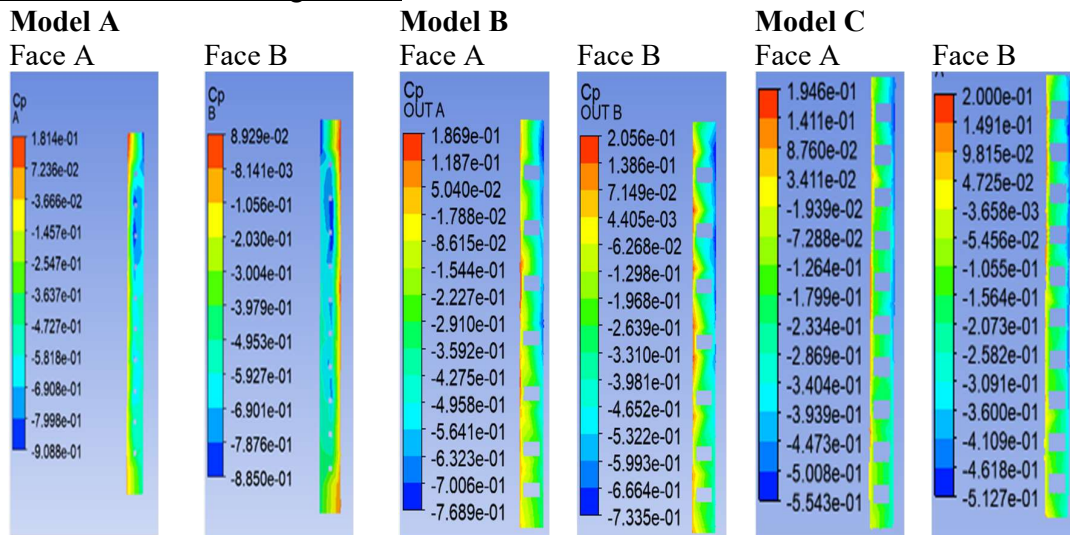 Model A
Face A
Cp
A
1.814e-01
7.236e-02
-3.666e-02
-1.457e-01
-2.547e-01
-3.637e-01
-4.727e-01
-5.818e-01
-6.908e-01
-7.998e-01
-9.088e-01
Face B
Cp
B
8.929e-02
-8.141e-03
-1.056e-01
-2.030e-01
-3.004e-01
-3.979e-01
-4.953e-01
-5.927e-01
-6.901e-01
-7.876e-01
-8.850e-01
Model B
Face A
Cp
OUT A
1.869e-01
1.187e-01
5.040e-02
-1.788e-02
-8.615e-02
-1.544e-01
-2.227e-01
-2.910e-01
-3.592e-01
-4.275e-01
-4.958e-01
-5.641e-01
-6.323e-01
-7.006e-01
-7.689e-01
Face B
Cp
OUT B
2.056e-01
1.386e-01
7.149e-02
4.405e-03
-6.268e-02
-1.298e-01
-1.968e-01
-2.639e-01
-3.310e-01
-3.981e-01
-4.652e-01
-5.322e-01
-5.993e-01
-6.664e-01
-7.335e-01
Model C
Face A
1.946e-01
1.411e-01
8.760e-02
3.411e-02
-1.939e-02
-7.288e-02
-1.264e-01
-1.799e-01
-2.334e-01
-2.869e-01
-3.404e-01
-3.939e-01
-4.473e-01
-5.008e-01
-5.543e-01
Face B
2.000e-01
1.491e-01
9.815e-02
4.725e-02
-3.658e-03
-5.456e-02
-1.055e-01
-1.564e-01
-2.073e-01
-2.582e-01
-3.091e-01
-3.600e-01
-4.109e-01
-4.618e-01
-5.127e-01